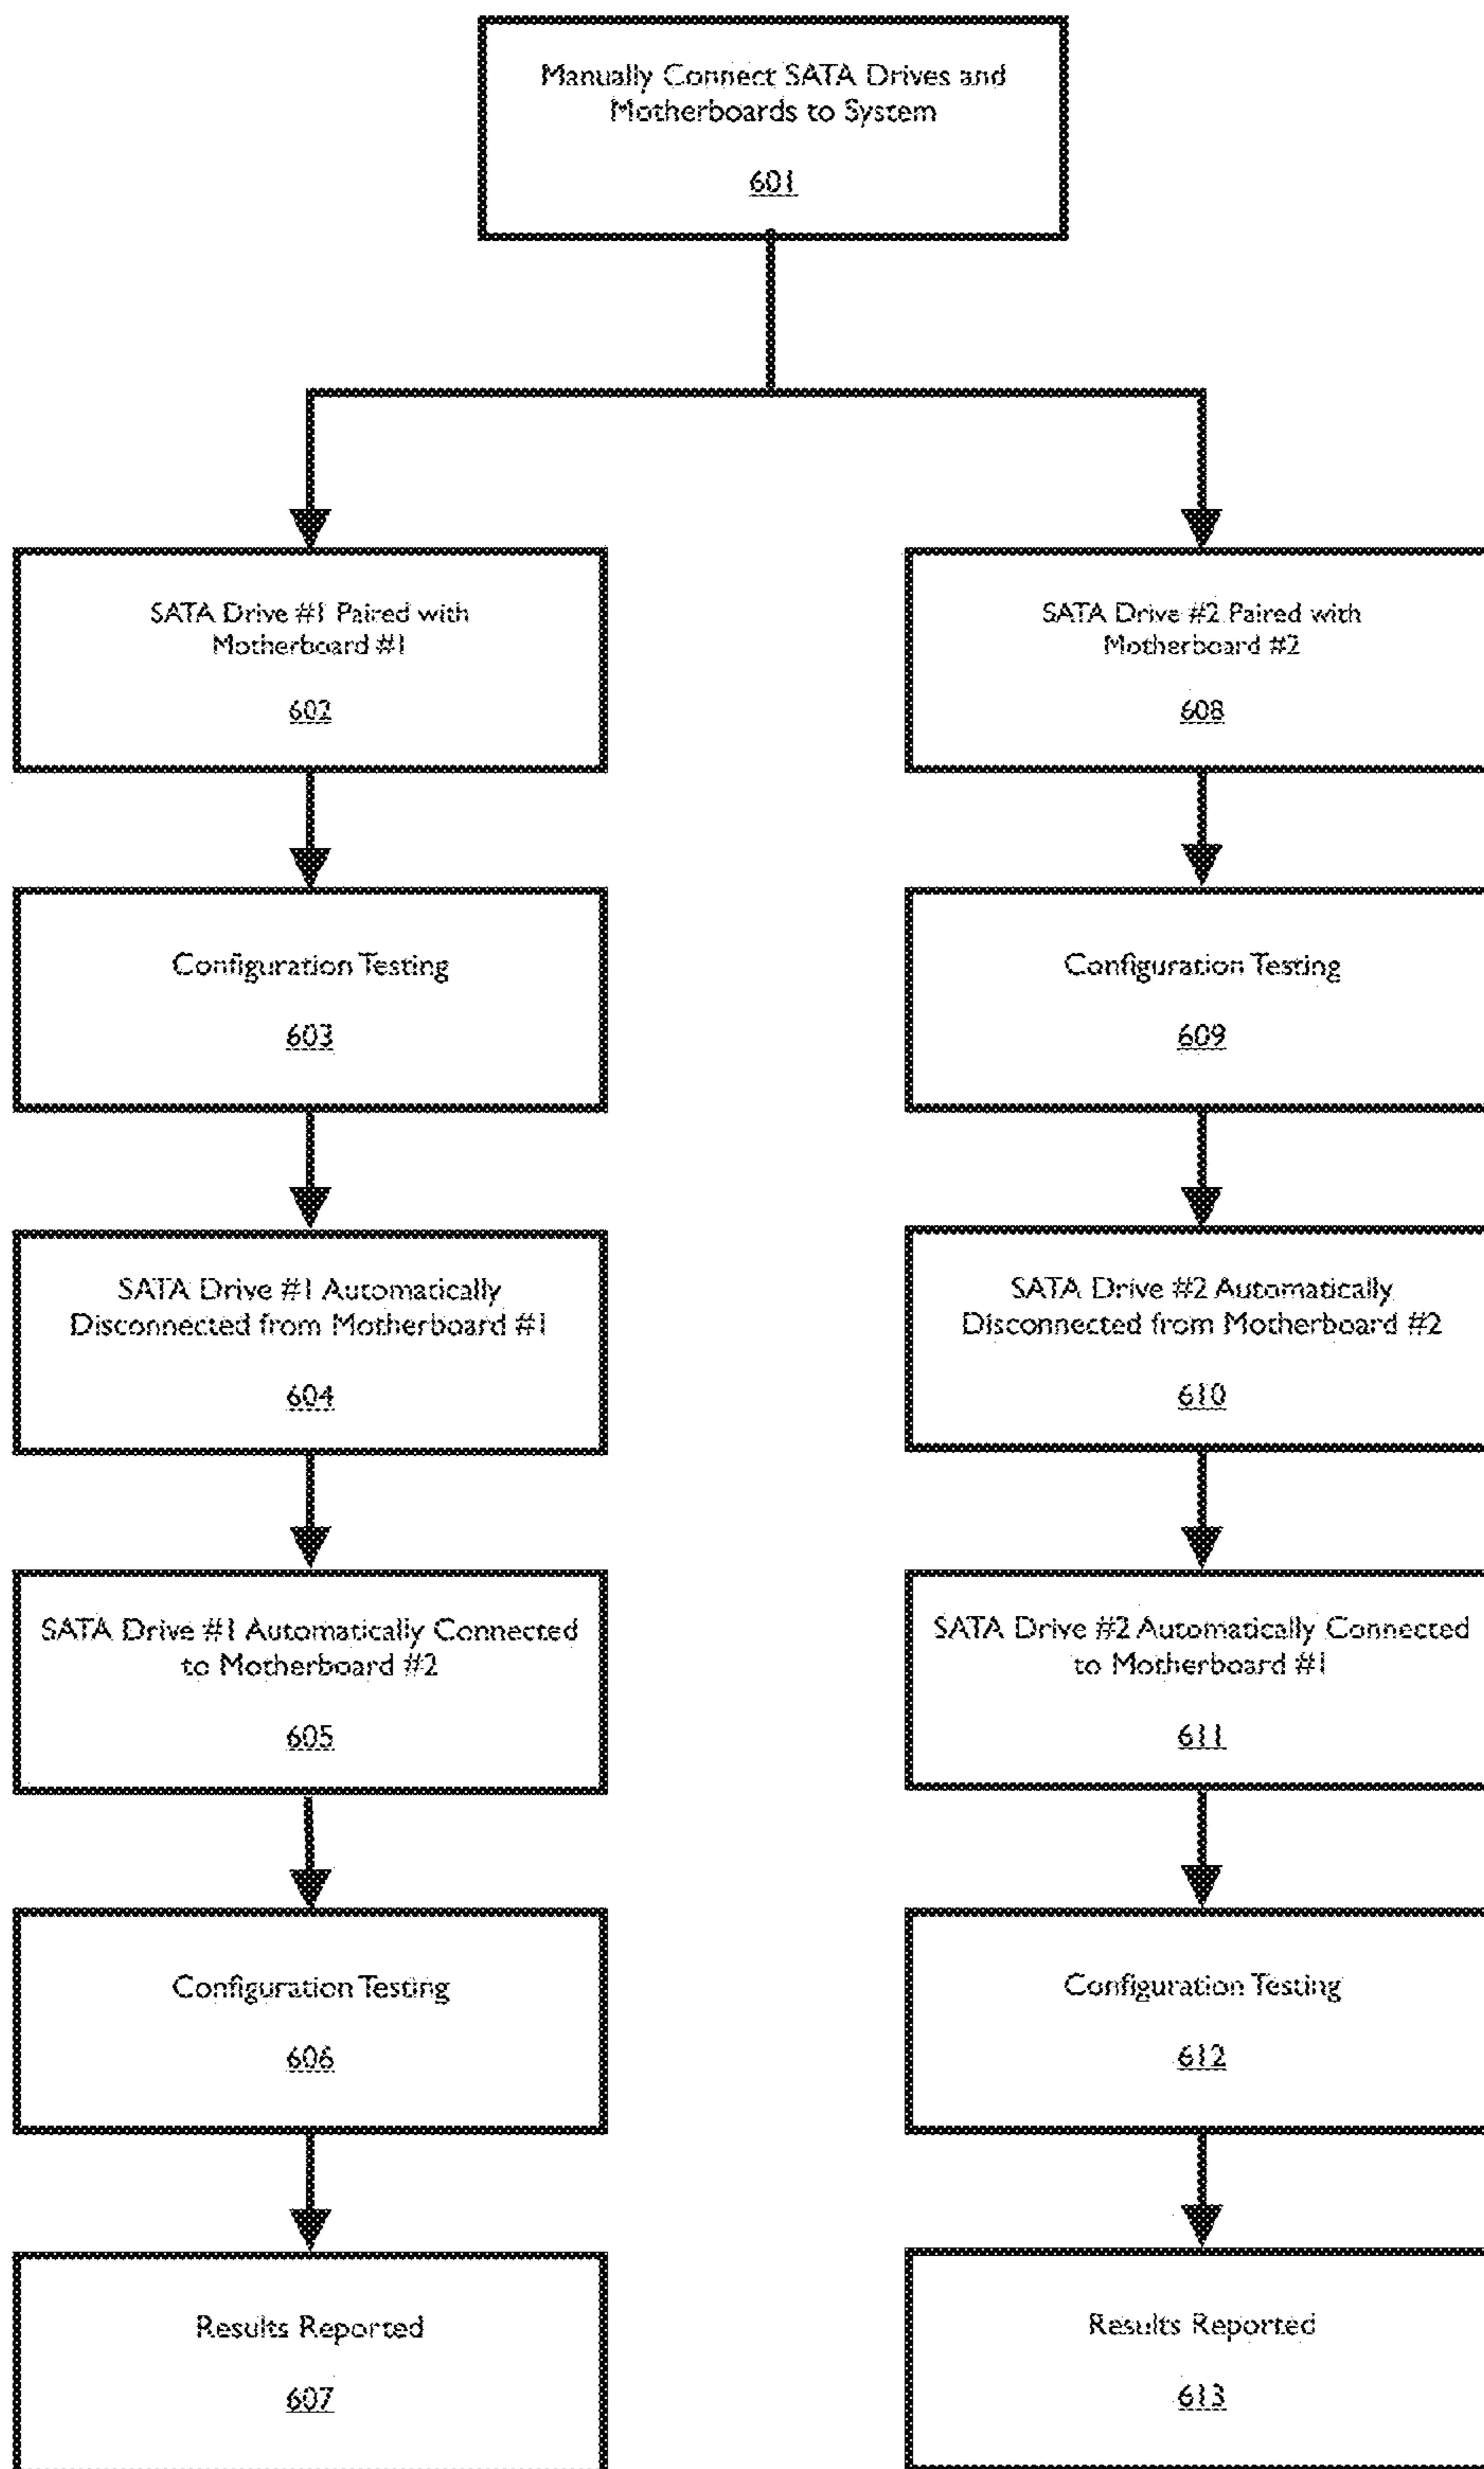 Manually Connect SATA Drives and
Motherboards to System
601
SATA Drive #1 Paired with
Motherboard #1
602
Configuration Testing
603
SATA Drive #1 Automatically
Disconnected from Motherboard #1
604
SATA Drive #1 Automatically Connected
to Motherboard #2
605
Configuration Testing
606
Results Reported
607
SATA Drive #2 Paired with
Motherboard #2
608
Configuration Testing
609
SATA Drive #2 Automatically
Disconnected from Motherboard #2
610
SATA Drive #2 Automatically Connected
to Motherboard #1
611
Configuration Testing
612
Results Reported
613